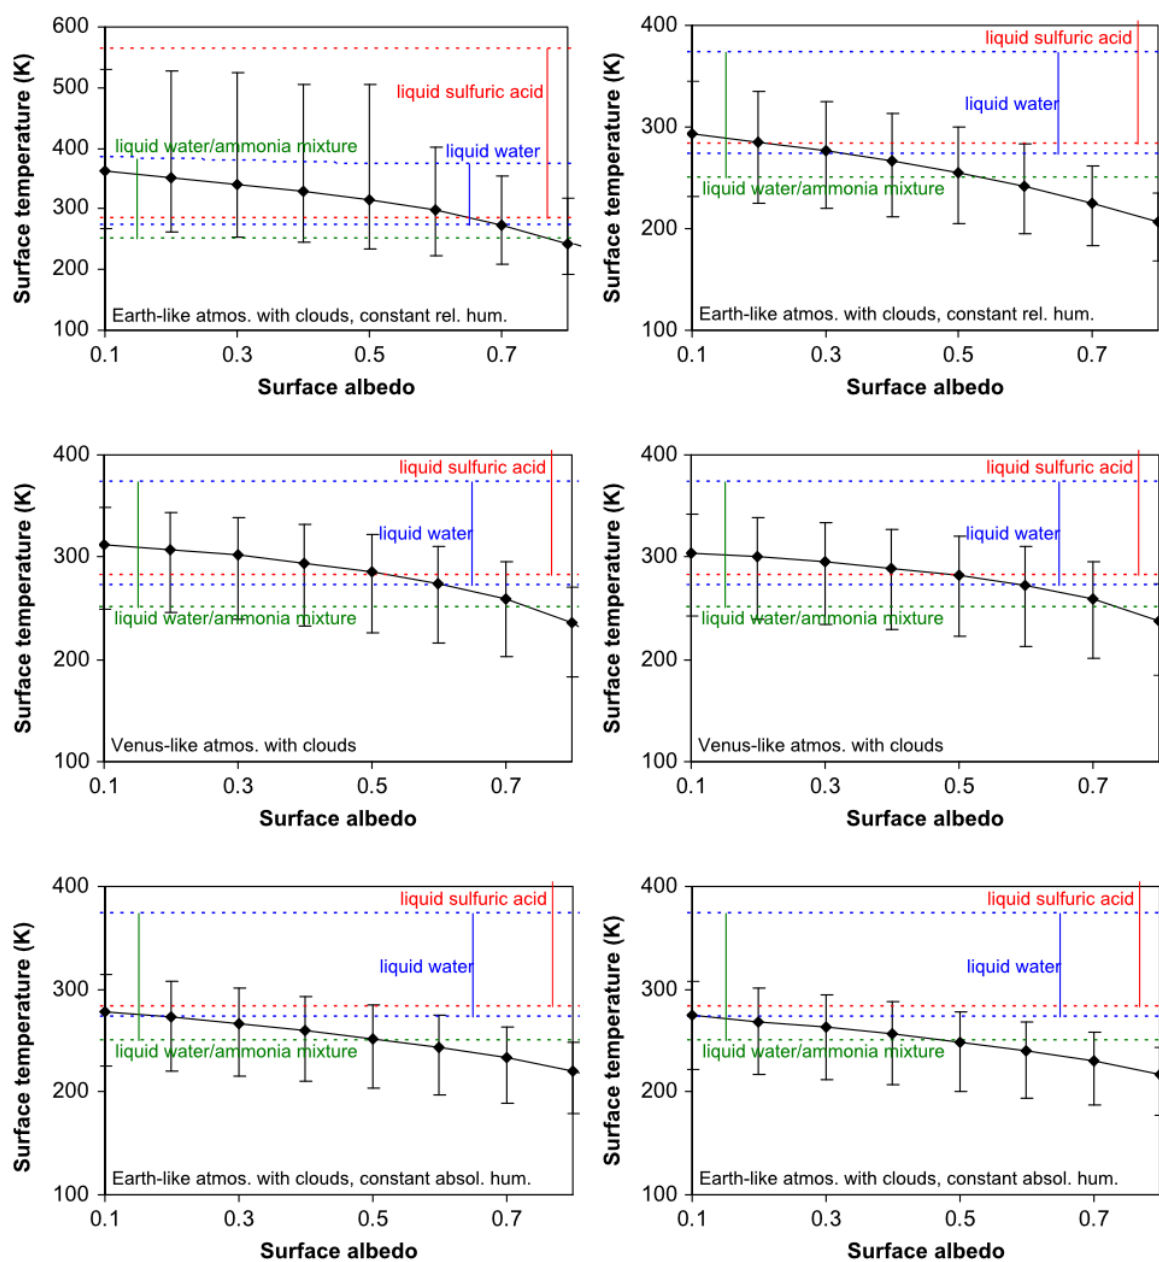 600
500
400
300
200
100
Surface temperature (K)
liquid sulfuric acid
liquid water/ammonia mixture
liquid water
Earth-like atmos. with clouds, constant rel. hum.
0.1 0.3 0.5 0.7
Surface albedo
400
300
200
100
Surface temperature (K)
liquid sulfuric acid
liquid water
liquid water/ammonia mixture
Earth-like atmos. with clouds, constant rel. hum.
0.1 0.3 0.5 0.7
Surface albedo
400
300
200
100
Surface temperature (K)
liquid sulfuric acid
liquid water
liquid water/ammonia mixture
Venus-like atmos. with clouds
0.1 0.3 0.5 0.7
Surface albedo
400
300
200
100
Surface temperature (K)
liquid sulfuric acid
liquid water
liquid water/ammonia mixture
Venus-like atmos. with clouds
0.1 0.3 0.5 0.7
Surface albedo
400
300
200
100
Surface temperature (K)
liquid sulfuric acid
liquid water
liquid water/ammonia mixture
Earth-like atmos. with clouds, constant absol. hum.
0.1 0.3 0.5 0.7
Surface albedo
400
300
200
100
Surface temperature (K)
liquid sulfuric acid
liquid water
liquid water/ammonia mixture
Earth-like atmos. with clouds, constant absol. hum.
0.1 0.3 0.5 0.7
Surface albedo